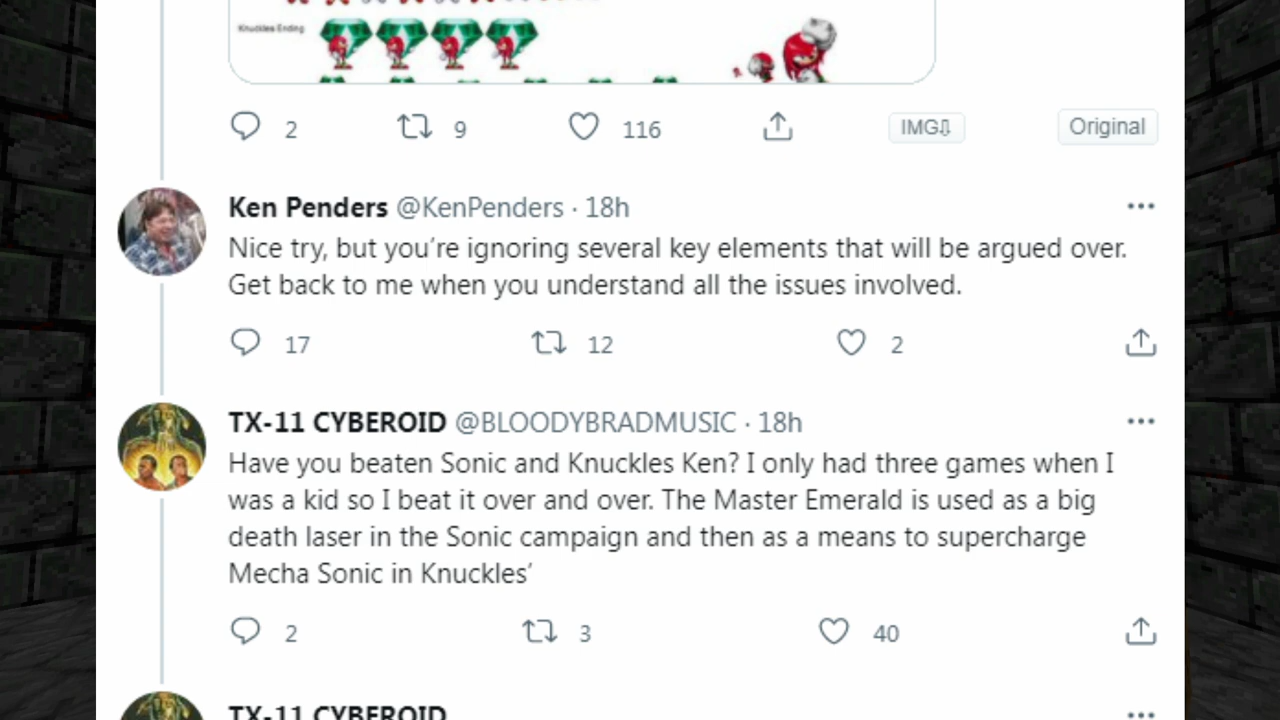 Knuckles Ending
2 9 116 IMG⇩ Original
Ken Penders @KenPenders · 18h
Nice try, but you’re ignoring several key elements that will be argued over.
Get back to me when you understand all the issues involved.
17 12 2
TX-11 CYBEROID @BLOODYBRADMUSIC · 18h
Have you beaten Sonic and Knuckles Ken? I only had three games when I
was a kid so I beat it over and over. The Master Emerald is used as a big
death laser in the Sonic campaign and then as a means to supercharge
Mecha Sonic in Knuckles’
2 3 40
TX-11 CYBEROID